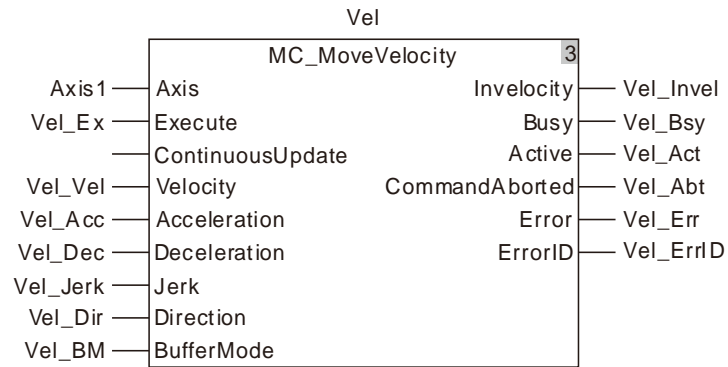 Vel
MC_MoveVelocity 3
Axis1 Axis Invelocity Vel_Invel
Vel_Ex Execute Busy Vel_Bsy
ContinuousUpdate Active Vel_Act
Vel_Vel Velocity CommandAborted Vel_Abt
Vel_Acc Acceleration Error Vel_Err
Vel_Dec Deceleration ErrorID Vel_ErrID
Vel_Jerk Jerk
Vel_Dir Direction
Vel_BM BufferMode